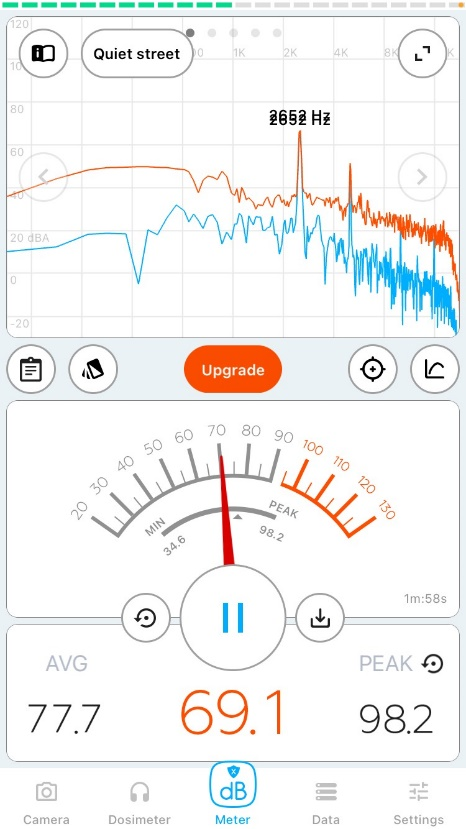 120
Quiet street
1K
2K
4K
8K
2652 Hz
80
60
40
20 dBA
0
-20
Upgrade
20
30
40
50
60
70
80
90
100
110
120
130
MIN
PEAK
34.6
98.2
1m:58s
AVG
PEAK
77.7
69.1
98.2
dB
Camera
Dosimeter
Meter
Data
Settings